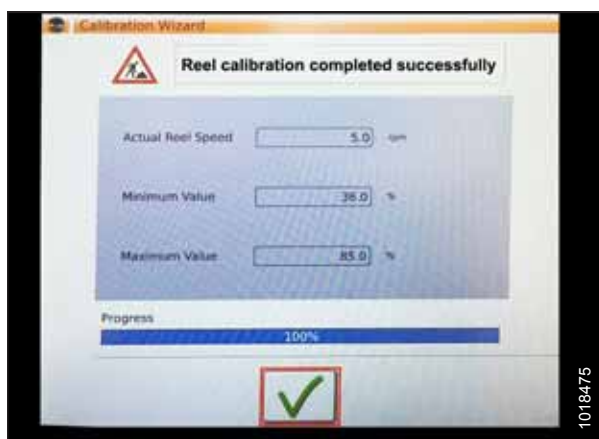 Calibration Wizard
Reel calibration completed successfully
Actual Reel Speed 5.0 rpm
Minimum Value 36.0 %
Maximum Value 85.0 %
Progress
100%
1018475